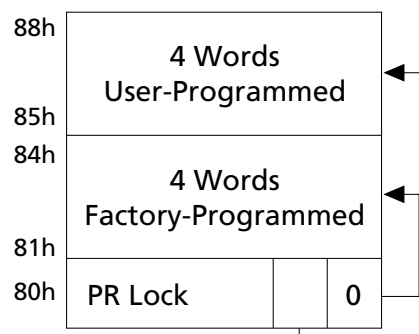 88h
4 Words
User-Programmed
85h
84h
4 Words
Factory-Programmed
81h
80h PR Lock 0